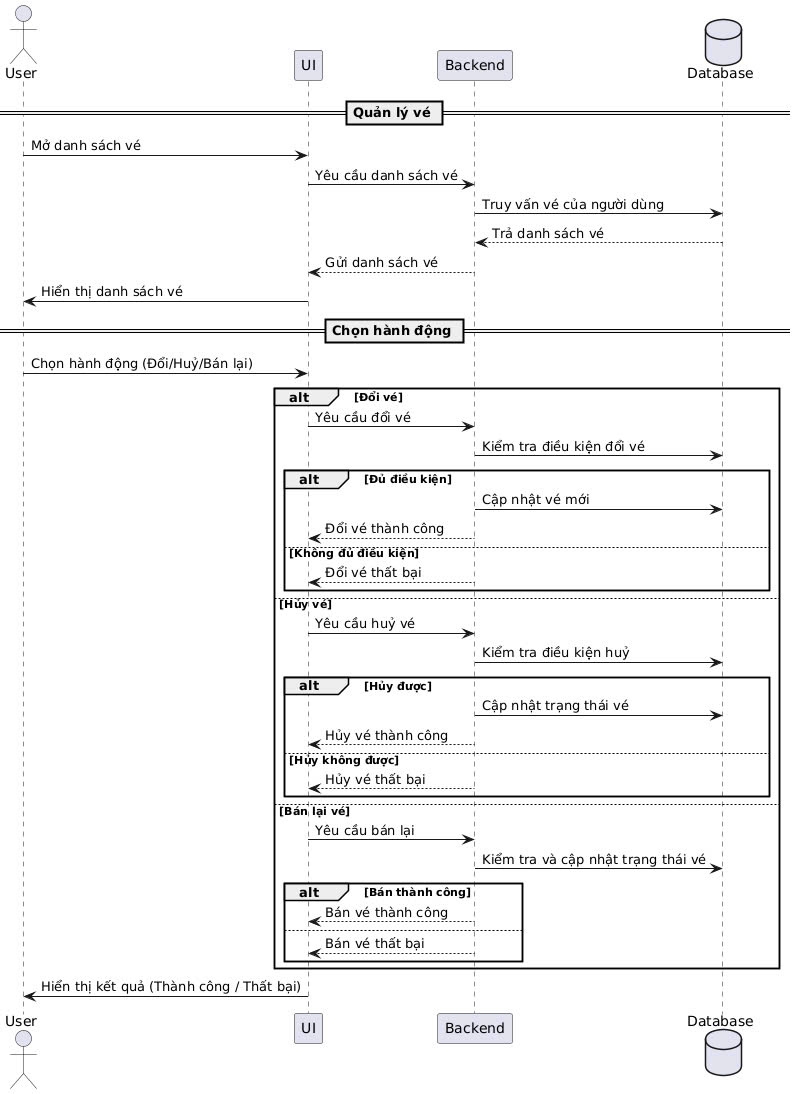 User
UI
Backend
Database
Quản lý vé
Mở danh sách vé
Yêu cầu danh sách vé
Truy vấn vé của người dùng
Trả danh sách vé
Gửi danh sách vé
Hiển thị danh sách vé
Chọn hành động
Chọn hành động (Đổi/Huỷ/Bán lại)
alt [Đổi vé]
Yêu cầu đổi vé
Kiểm tra điều kiện đổi vé
alt [Đủ điều kiện]
Cập nhật vé mới
Đổi vé thành công
[Không đủ điều kiện]
Đổi vé thất bại
[Hủy vé]
Yêu cầu huỷ vé
Kiểm tra điều kiện huỷ
alt [Hủy được]
Cập nhật trạng thái vé
Hủy vé thành công
[Hủy không được]
Hủy vé thất bại
[Bán lại vé]
Yêu cầu bán lại
Kiểm tra và cập nhật trạng thái vé
alt [Bán thành công]
Bán vé thành công
Bán vé thất bại
Hiển thị kết quả (Thành công / Thất bại)
User
UI
Backend
Database